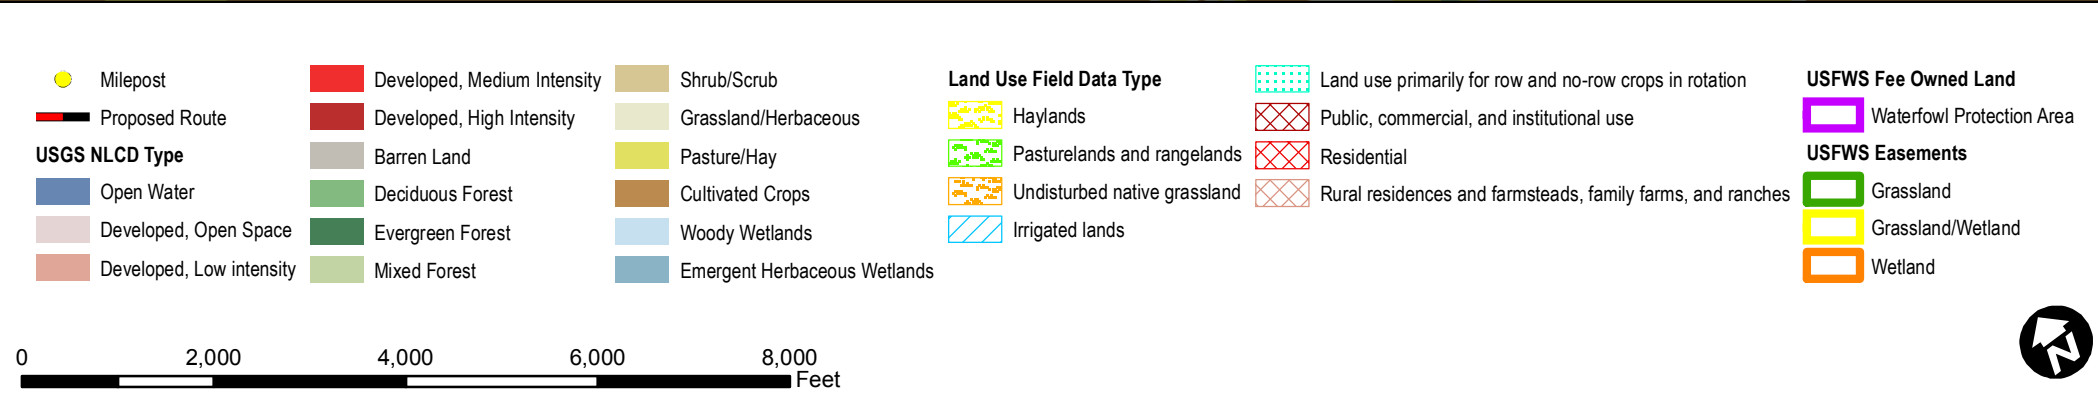 Milepost
Proposed Route
USGS NLCD Type
Open Water
Developed, Open Space
Developed, Low intensity
Developed, Medium Intensity
Developed, High Intensity
Barren Land
Deciduous Forest
Evergreen Forest
Mixed Forest
Shrub/Scrub
Grassland/Herbaceous
Pasture/Hay
Cultivated Crops
Woody Wetlands
Emergent Herbaceous Wetlands
Land Use Field Data Type
Haylands
Pasturelands and rangelands
Undisturbed native grassland
Irrigated lands
Land use primarily for row and no-row crops in rotation
Public, commercial, and institutional use
Residential
Rural residences and farmsteads, family farms, and ranches
USFWS Fee Owned Land
Waterfowl Protection Area
USFWS Easements
Grassland
Grassland/Wetland
Wetland
0 2,000 4,000 6,000 8,000
Feet
N